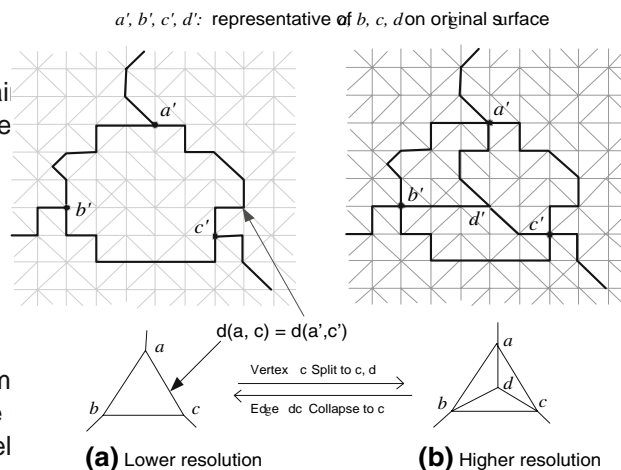 a', b', c', d': representative of a, b, c, d on original surface
a'
a'
b'
b'
c'
d'
c'
d(a, c) = d(a',c')
a
b
c
Vertex c Split to c, d
Edge dc Collapse to c
a
d
b
c
(a) Lower resolution
(b) Higher resolution